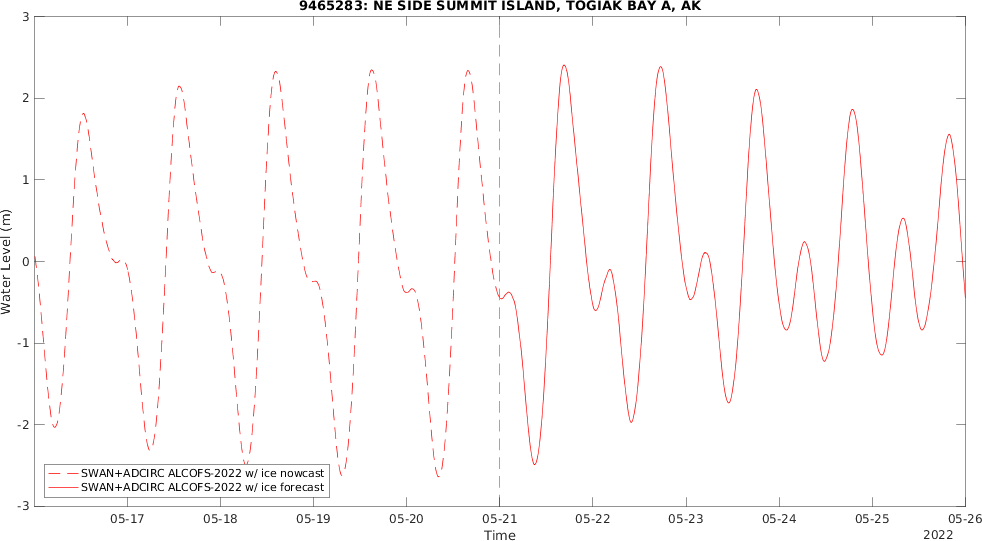 9465283: NE SIDE SUMMIT ISLAND, TOGIAK BAY A, AK
3
2
1
0
-1
-2
-3
Water Level (m)
SWAN+ADCIRC ALCOFS-2022 w/ ice nowcast
SWAN+ADCIRC ALCOFS-2022 w/ ice forecast
05-17 05-18 05-19 05-20 05-21 05-22 05-23 05-24 05-25 05-26
Time
2022